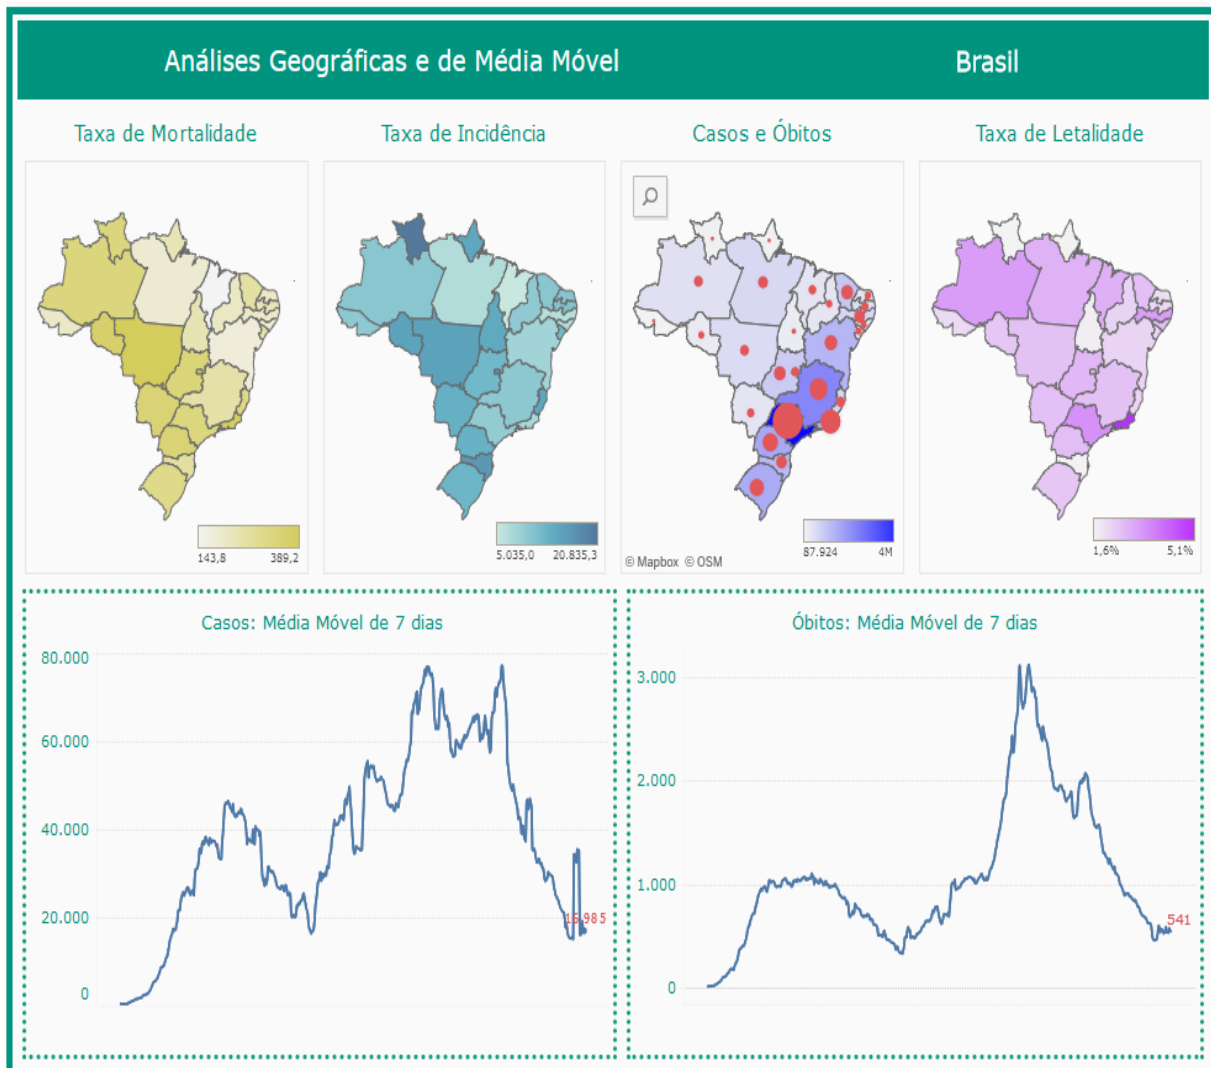 Análises Geográficas e de Média Móvel
Brasil
Taxa de Mortalidade
Taxa de Incidência
Casos e Óbitos
Taxa de Letalidade
143,8
389,2
5.035,0
20.835,3
87.924
4M
1,6%
5,1%
© Mapbox © OSM
Casos: Média Móvel de 7 dias
80.000
60.000
40.000
20.000
0
Óbitos: Média Móvel de 7 dias
3.000
2.000
1.000
0
541